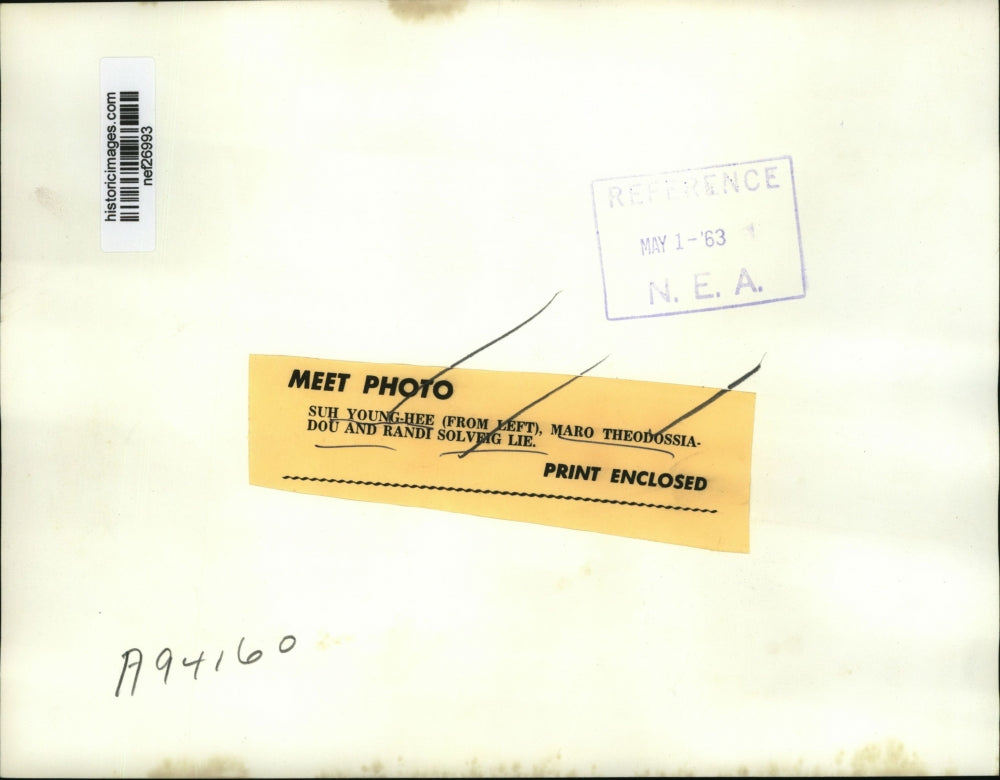 historicimages.com
nef26993
REFERENCE
MAY 1-'63
N. E. A.
MEET PHOTO
SUH YOUNG-HEE (FROM LEFT), MARO THEODOSSIA-
DOU AND RANDI SOLVEIG LIE.
PRINT ENCLOSED
A94160